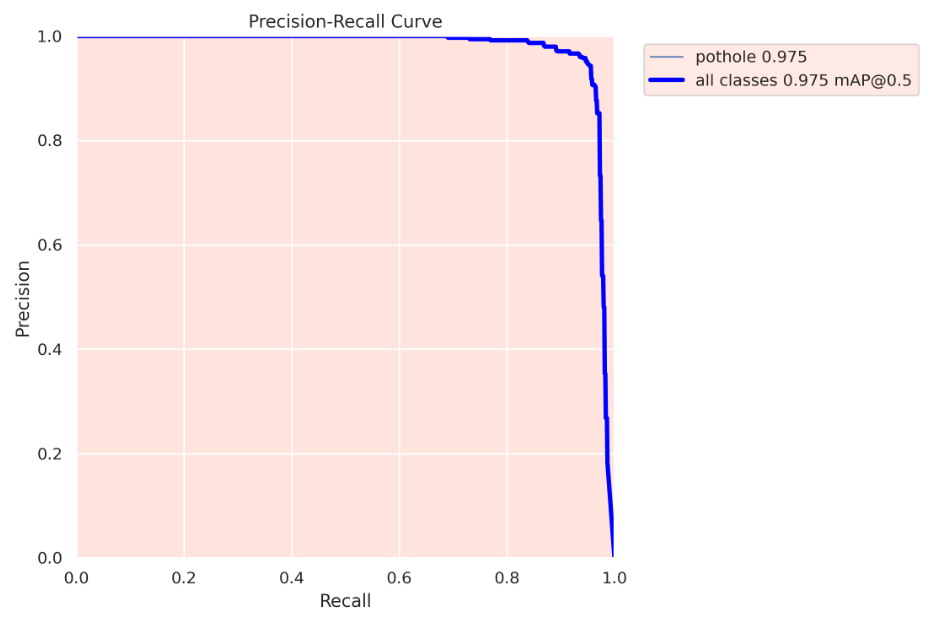 Precision-Recall Curve
1.0
0.8
0.6
0.4
0.2
0.0
Precision
0.0 0.2 0.4 0.6 0.8 1.0
Recall
pothole 0.975
all classes 0.975 mAP@0.5